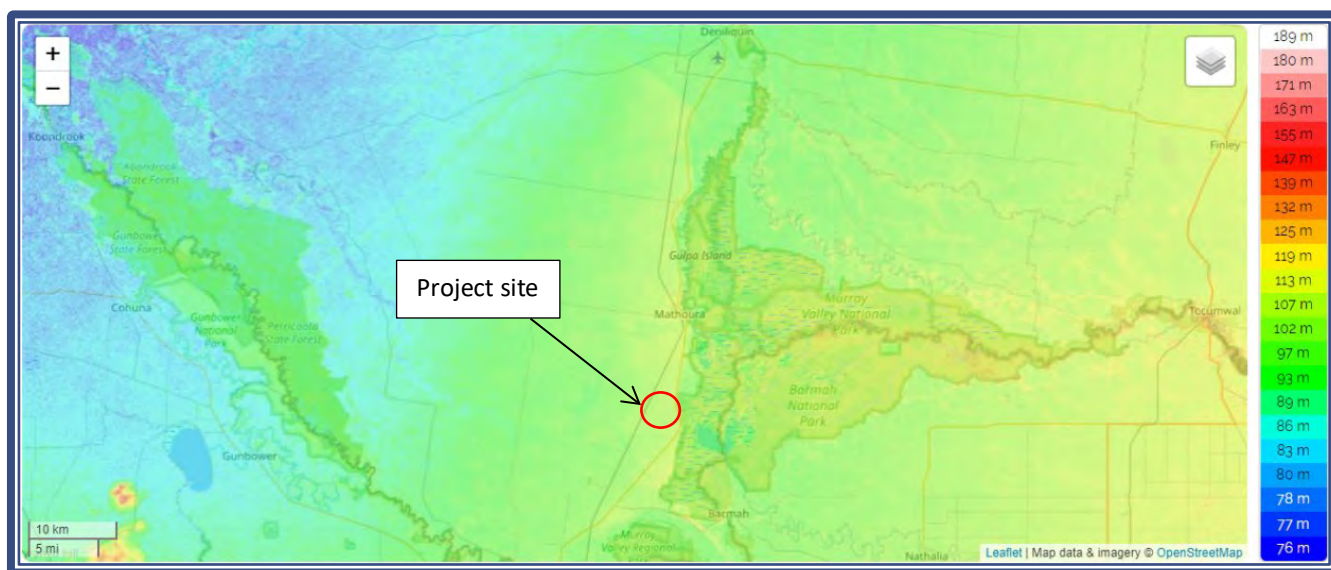 +
−
Deniliquin
Koondrook
Koondrook
State Forest
Finley
Gunbower
State Forest
Gulpa Island
Project site
Cohuna
Gunbower
National
Park
Perricoota
State Forest
Mathoura
Murray
Valley National
Park
Tocumwal
Barmah
National
Park
Gunbower
Barmah
Murray
Valley Regional
Nathalia
10 km
5 mi
Leaflet | Map data & imagery © OpenStreetMap
189 m
180 m
171 m
163 m
155 m
147 m
139 m
132 m
125 m
119 m
113 m
107 m
102 m
97 m
93 m
89 m
86 m
83 m
80 m
78 m
77 m
76 m